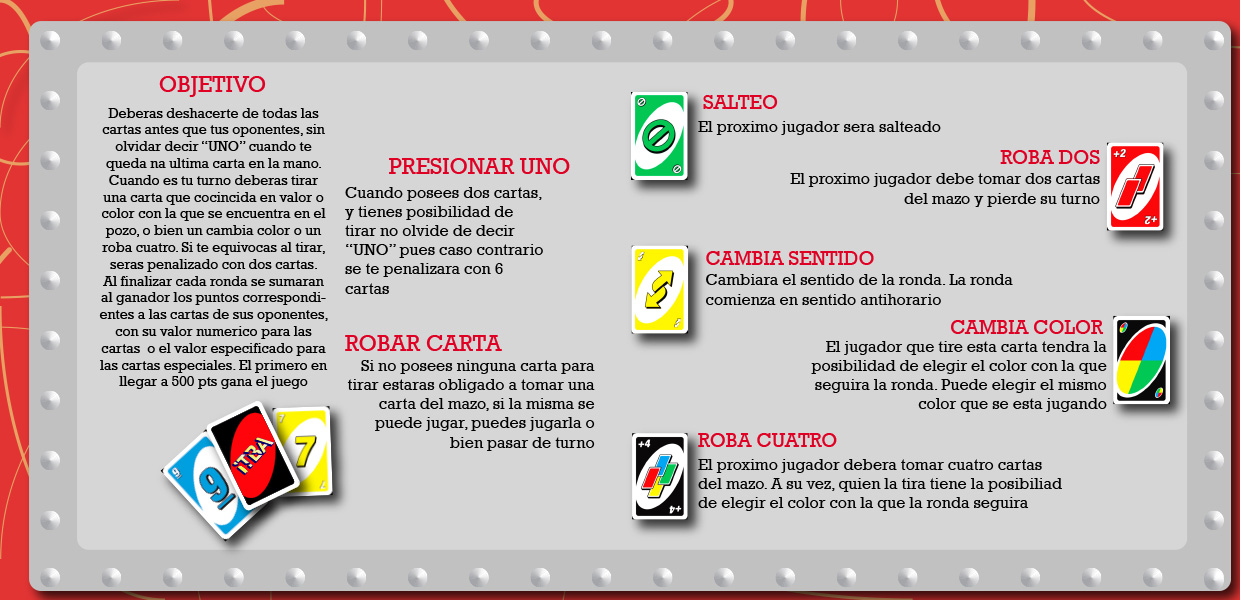 OBJETIVO
Deberas deshacerte de todas las
cartas antes que tus oponentes, sin
olvidar decir “UNO” cuando te
queda na ultima carta en la mano.
Cuando es tu turno deberas tirar
una carta que cocincida en valor o
color con la que se encuentra en el
pozo, o bien un cambia color o un
roba cuatro. Si te equivocas al tirar,
seras penalizado con dos cartas.
Al finalizar cada ronda se sumaran
al ganador los puntos correspondi-
entes a las cartas de sus oponentes,
con su valor numerico para las
cartas  o el valor especificado para
las cartas especiales. El primero en
llegar a 500 pts gana el juego
9
9
ITBA
7
7
7
PRESIONAR UNO
Cuando posees dos cartas,
y tienes posibilidad de
tirar no olvide de decir
“UNO” pues caso contrario
se te penalizara con 6
cartas
ROBAR CARTA
Si no posees ninguna carta para
tirar estaras obligado a tomar una
carta del mazo, si la misma se
puede jugar, puedes jugarla o
bien pasar de turno
SALTEO
El proximo jugador sera salteado
ROBA DOS
El proximo jugador debe tomar dos cartas
del mazo y pierde su turno
+2
+2
CAMBIA SENTIDO
Cambiara el sentido de la ronda. La ronda
comienza en sentido antihorario
CAMBIA COLOR
El jugador que tire esta carta tendra la
posibilidad de elegir el color con la que
seguira la ronda. Puede elegir el mismo
color que se esta jugando
+4
+4
ROBA CUATRO
El proximo jugador debera tomar cuatro cartas
del mazo. A su vez, quien la tira tiene la posibiliad
de elegir el color con la que la ronda seguira